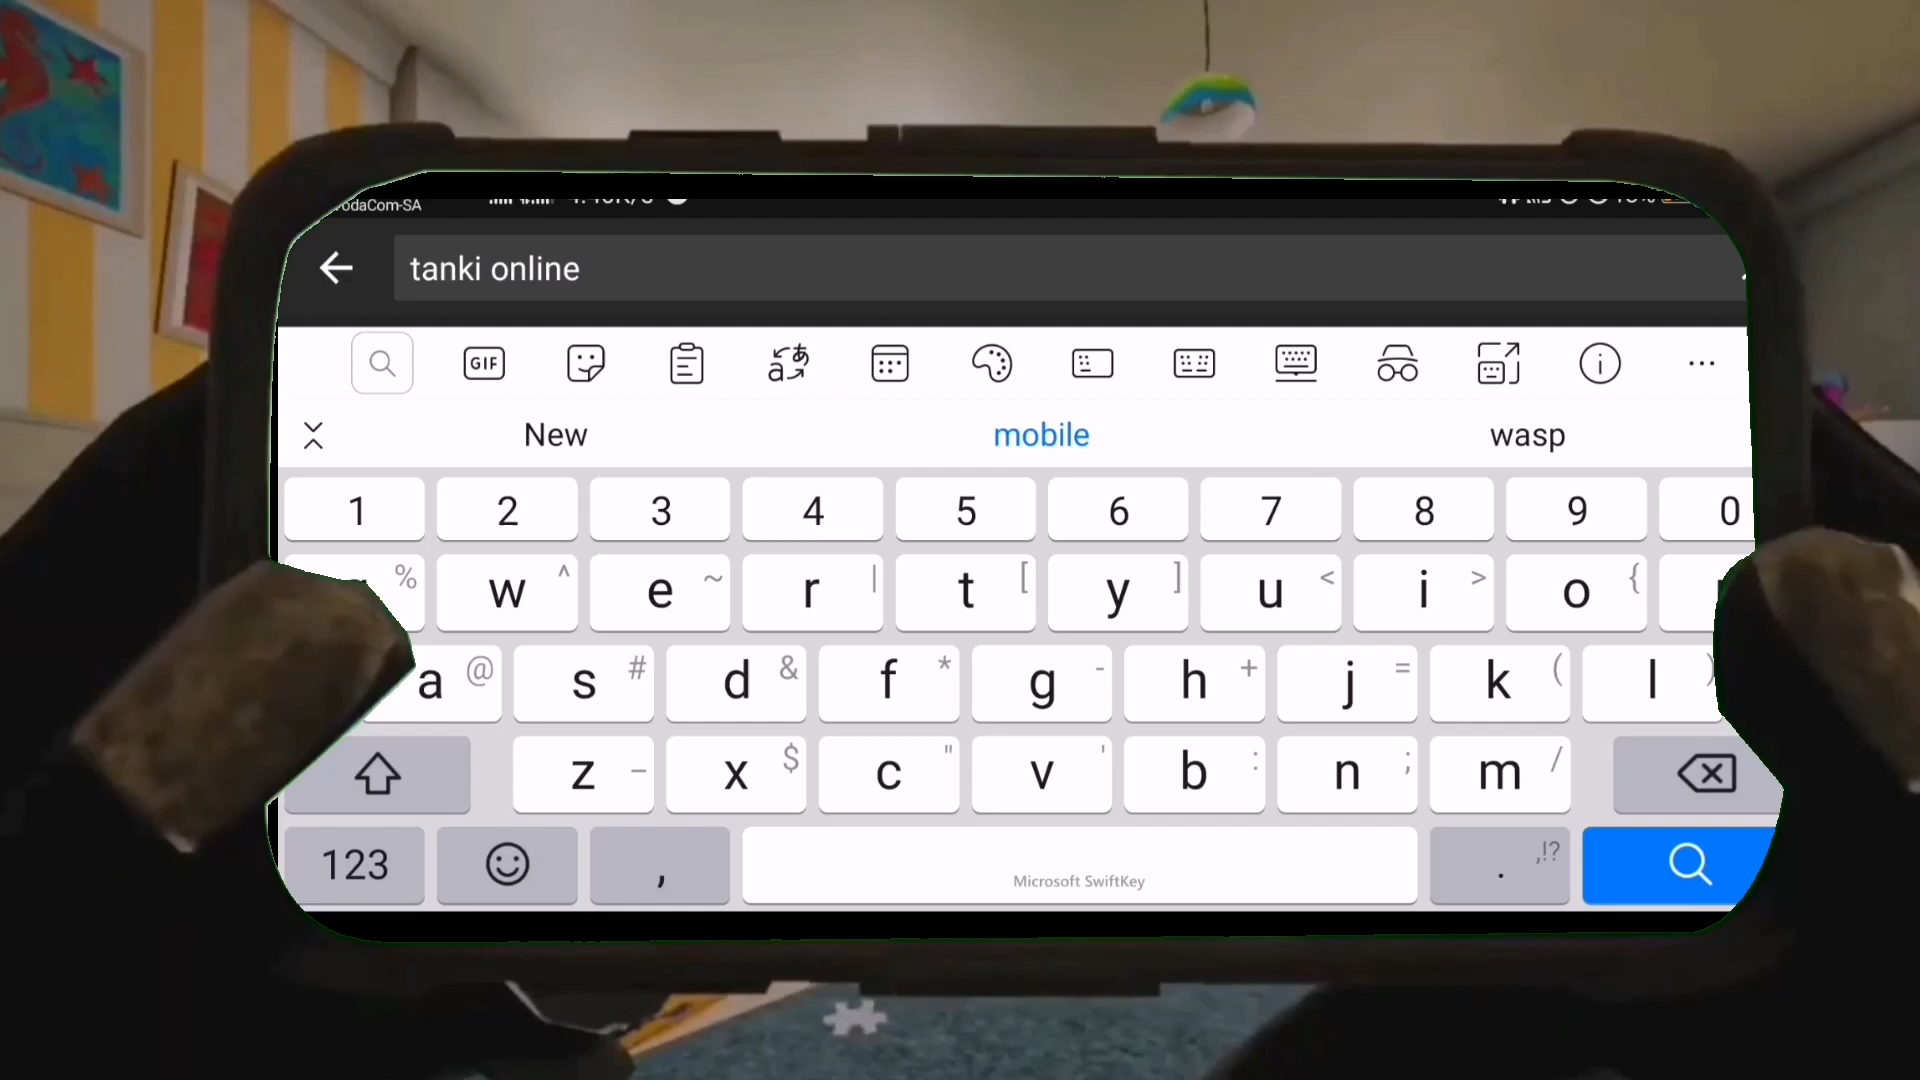 odaCom-SA
tanki online
GIF
New mobile wasp
1 2 3 4 5 6 7 8 9 0
% w ^ e ~ r | t [ y ] u < i > o {
a @ s # d & f * g - h + j = k ( l )
z _ x $ c " v ' b : n ; m /
123 , Microsoft SwiftKey . ,!?